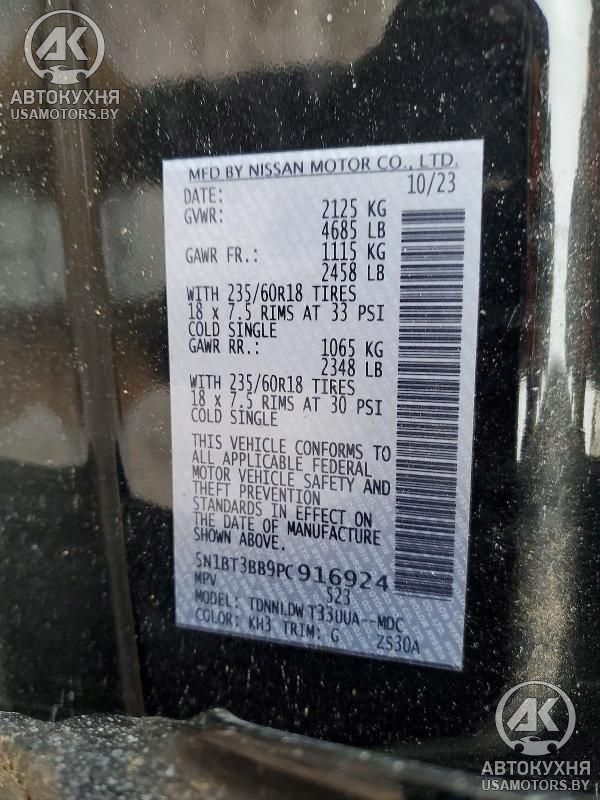 AK
АВТОКУХНЯ
USAMOTORS.BY
MFD BY NISSAN MOTOR CO., LTD.
DATE: 10/23
GVWR: 2125 KG
4685 LB
GAWR FR.: 1115 KG
2458 LB
WITH 235/60R18 TIRES
18 x 7.5 RIMS AT 33 PSI
COLD SINGLE
GAWR RR.: 1065 KG
2348 LB
WITH 235/60R18 TIRES
18 x 7.5 RIMS AT 30 PSI
COLD SINGLE
THIS VEHICLE CONFORMS TO
ALL APPLICABLE FEDERAL
MOTOR VEHICLE SAFETY AND
THEFT PREVENTION
STANDARDS IN EFFECT ON
THE DATE OF MANUFACTURE
SHOWN ABOVE.
5N1BT3BB9PC916924
MPV 523
MODEL: TDNNLDW T33UUA--MDC
COLOR: KH3 TRIM: G ZS30A
AK
АВТОКУХНЯ
USAMOTORS.BY